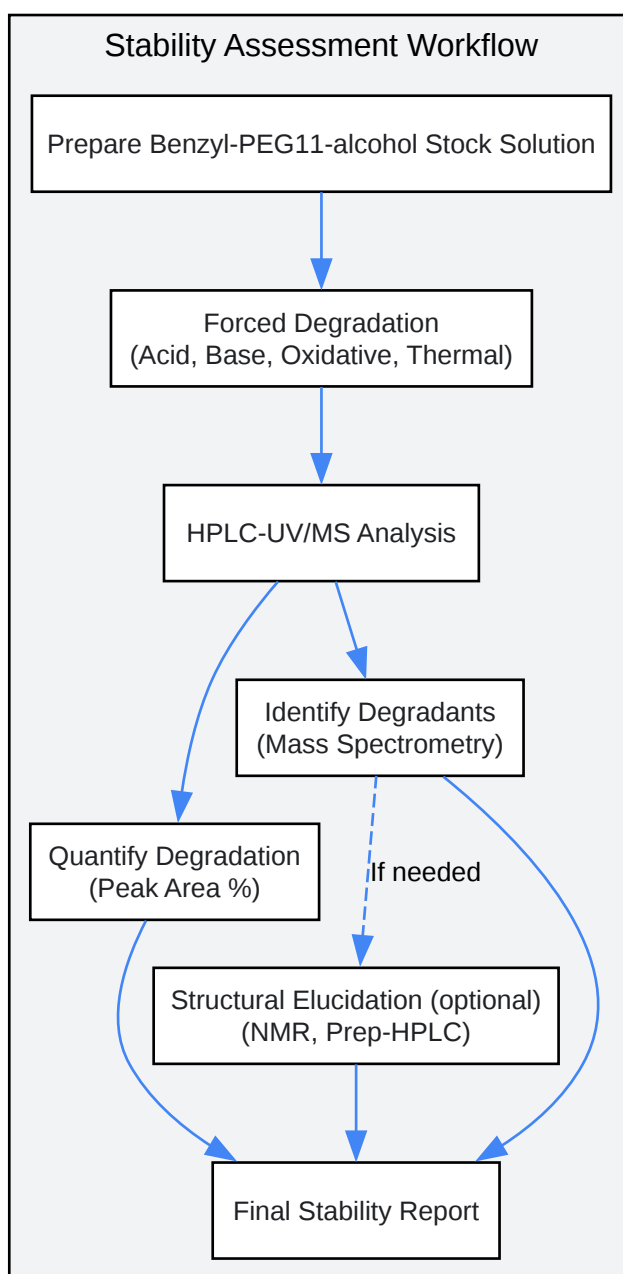 Stability Assessment Workflow
Prepare Benzyl-PEG11-alcohol Stock Solution
Forced Degradation
(Acid, Base, Oxidative, Thermal)
HPLC-UV/MS Analysis
Identify Degradants
(Mass Spectrometry)
Quantify Degradation
(Peak Area %)
If needed
Structural Elucidation (optional)
(NMR, Prep-HPLC)
Final Stability Report